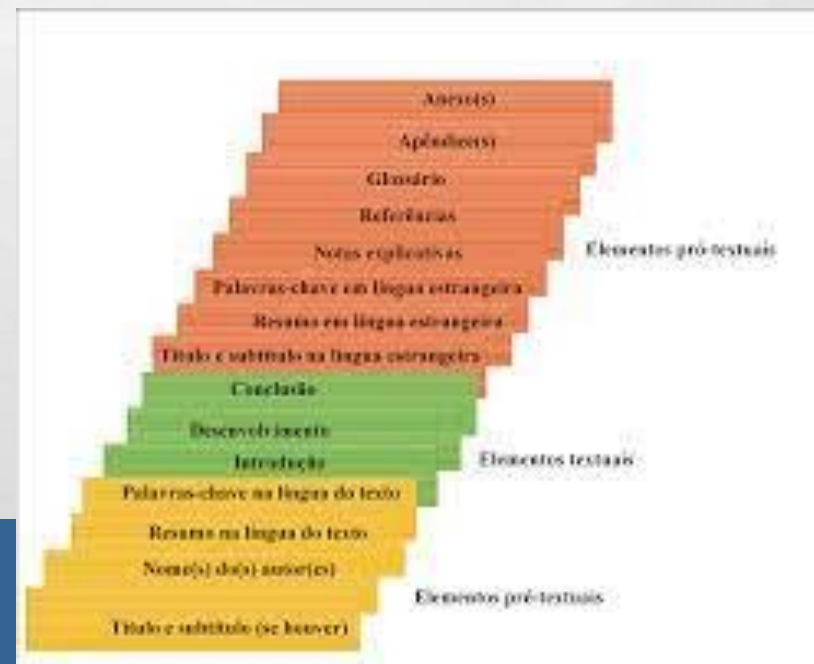 Anexo(s)
Apêndice(s)
Glossário
Referências
Notas explicativas
Elementos pró-textuais
Palavras-chave em língua estrangeira
Resumo em língua estrangeira
Título e subtítulo na língua estrangeira
Conclusão
Desenvolvimento
Introdução
Elementos textuais
Palavras-chave na língua do texto
Resumo na língua do texto
Nome(s) do(s) autor(es)
Elementos pré-textuais
Título e subtítulo (se houver)